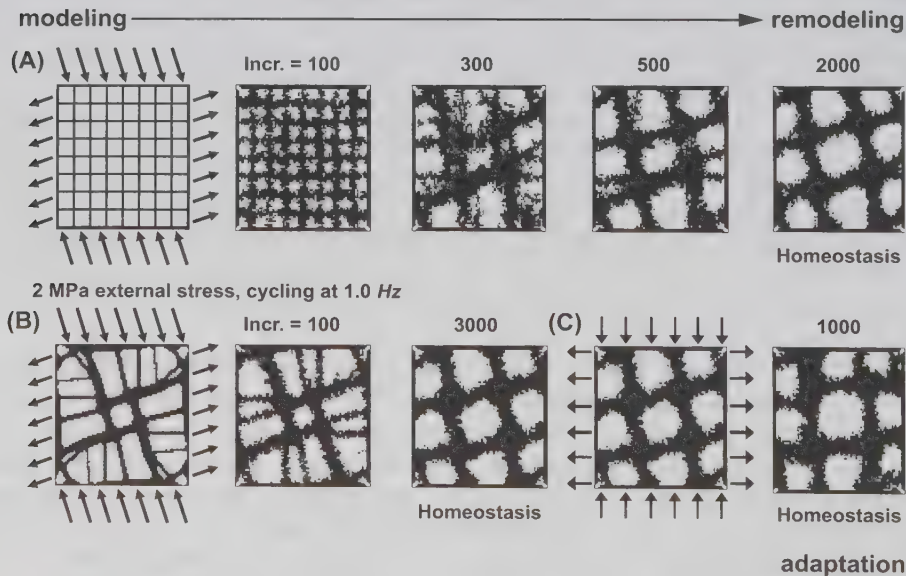 modeling remodeling
(A) Incr. = 100 300 500 2000
Homeostasis
2 MPa external stress, cycling at 1.0 Hz
(B) Incr. = 100 3000 (C) 1000
Homeostasis Homeostasis
adaptation